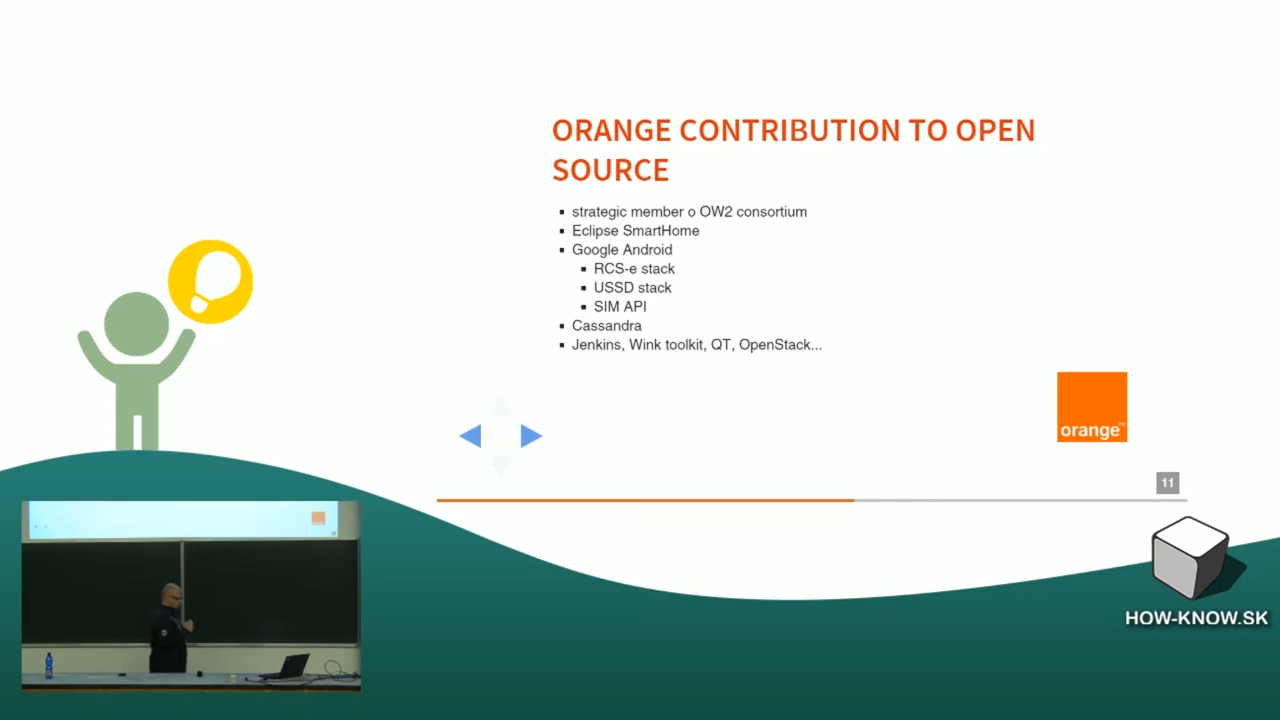 ORANGE CONTRIBUTION TO OPEN
SOURCE
strategic member o OW2 consortium
Eclipse SmartHome
Google Android
RCS-e stack
USSD stack
SIM API
Cassandra
Jenkins, Wink toolkit, QT, OpenStack...
orange™
11
HOW-KNOW.SK